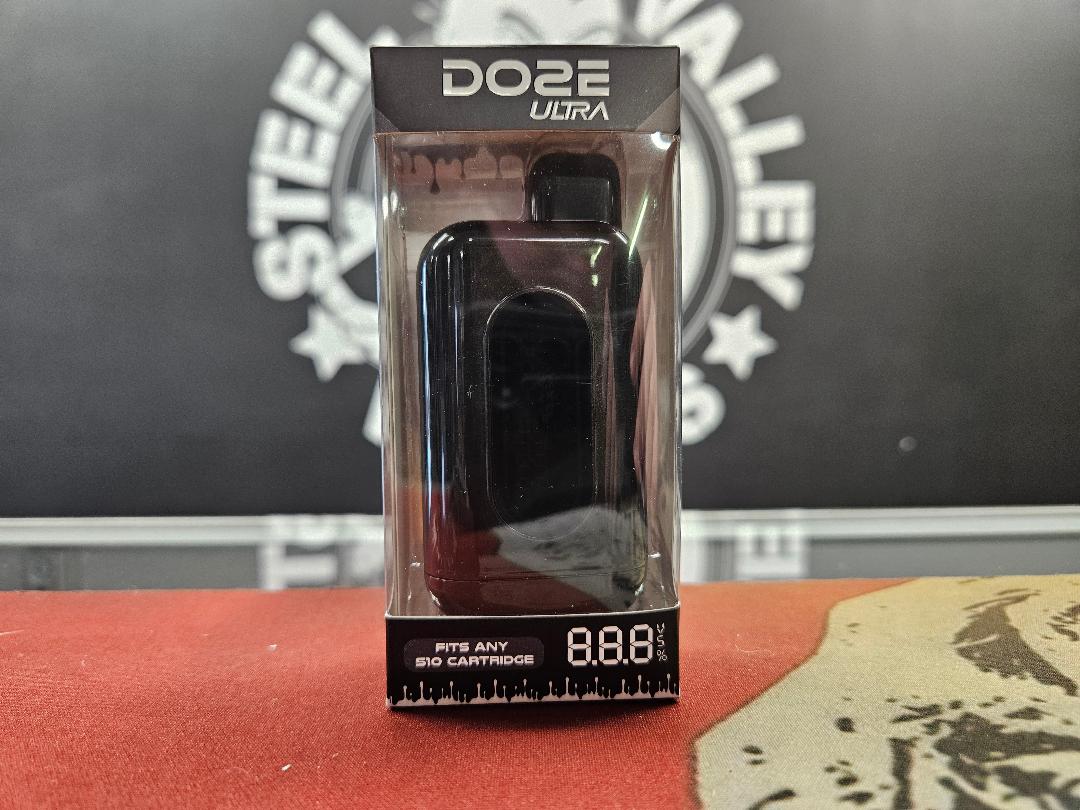 STEEL VALLEY
DOZE
ULTRA
FITS ANY
510 CARTRIDGE
8.8.8
V
S
%